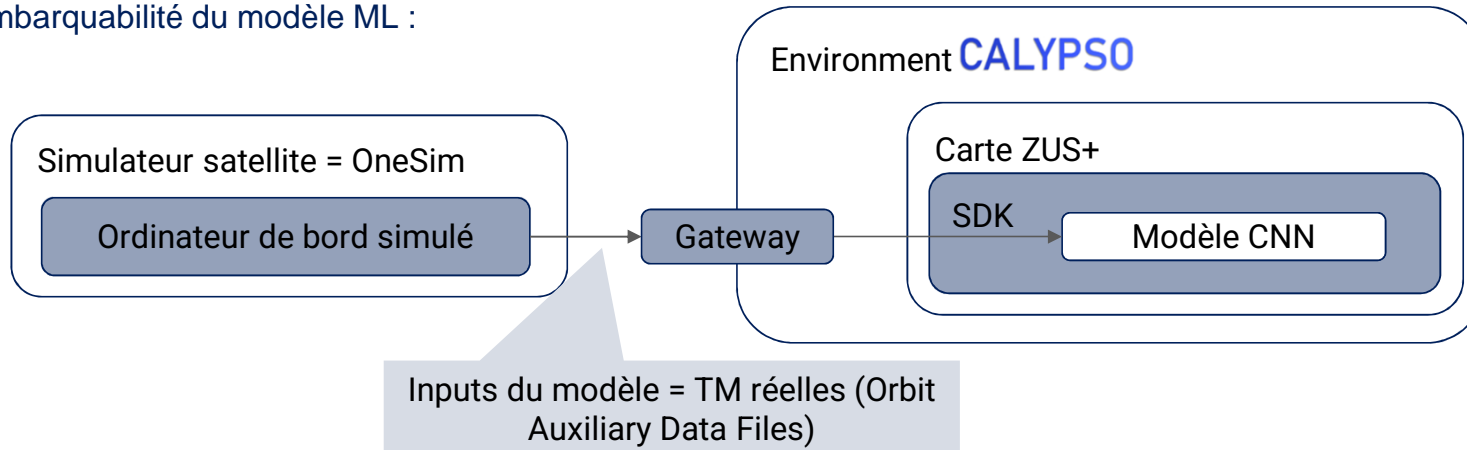 mbarquabilité du modèle ML :
Environment CALYPSO
Simulateur satellite = OneSim
Carte ZUS+
Ordinateur de bord simulé
Gateway
SDK
Modèle CNN
Inputs du modèle = TM réelles (Orbit
Auxiliary Data Files)